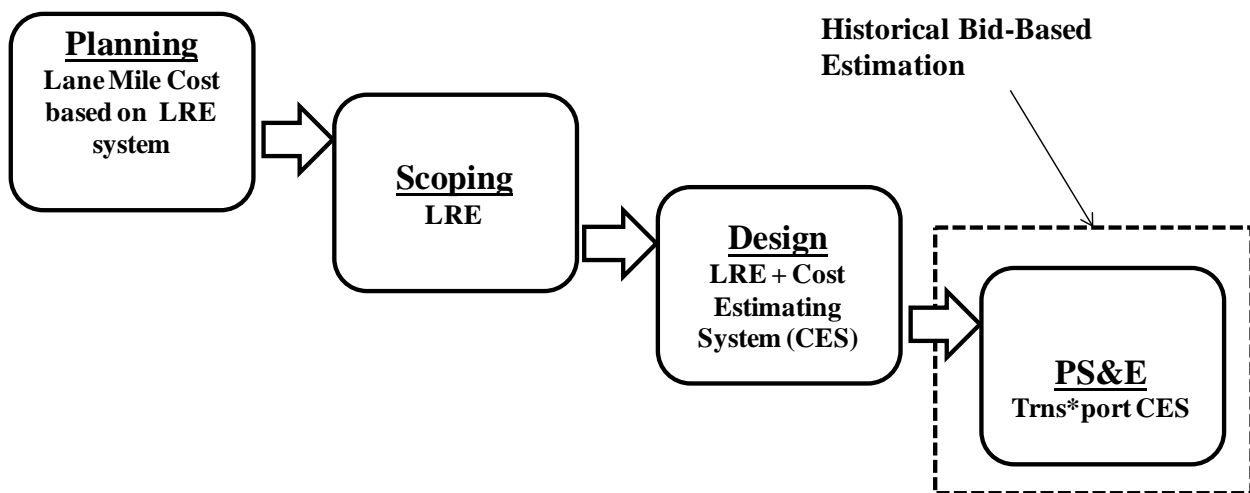 Planning
Lane Mile Cost
based on LRE
system
Historical Bid-Based
Estimation
Scoping
LRE
Design
LRE + Cost
Estimating
System (CES)
PS&E
Trns*port CES